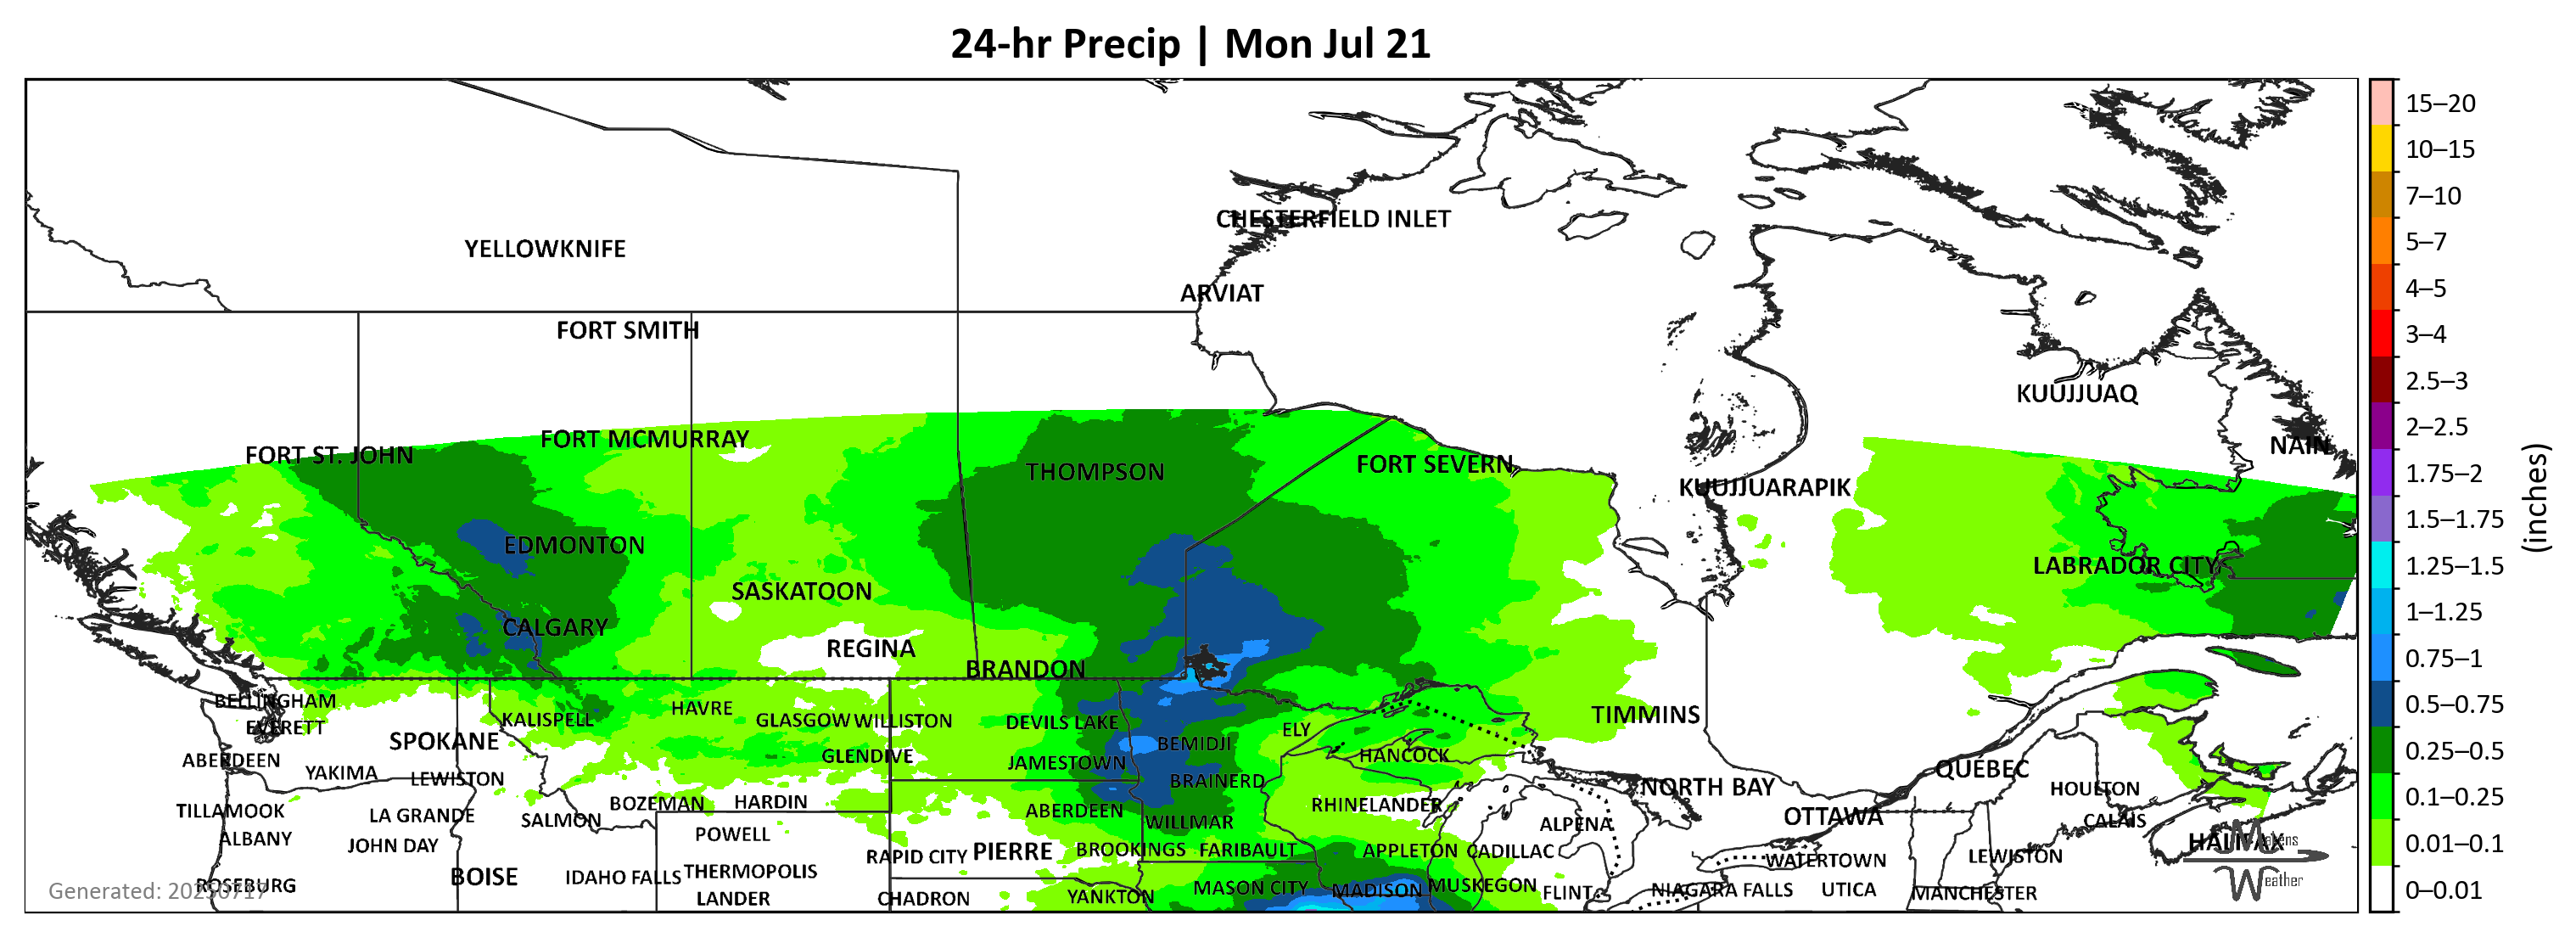 24-hr Precip | Mon Jul 21
CHESTERFIELD INLET
YELLOWKNIFE
ARVIAT
FORT SMITH
KUUJJUAQ
FORT MCMURRAY
NAIN
FORT ST. JOHN
FORT SEVERN
THOMPSON
KUUJJUARAPIK
EDMONTON
LABRADOR CITY
SASKATOON
CALGARY
REGINA
BRANDON
BELLINGHAM
HAVRE
TIMMINS
KALISPELL
GLASGOW
WILLISTON
DEVILS LAKE
EVERETT
ELY
SPOKANE
BEMIDJI
GLENDIVE
HANCOCK
ABERDEEN
JAMESTOWN
QUÉBEC
YAKIMA
LEWISTON
BRAINERD
NORTH BAY
HOULTON
BOZEMAN
HARDIN
RHINELANDER
TILLAMOOK
ABERDEEN
LA GRANDE
OTTAWA
SALMON
WILLMAR
CALAIS
ALPENA
POWELL
ALBANY
HALIFAX
JOHN DAY
PIERRE
BROOKINGS
FARIBAULT
APPLETON
CADILLAC
RAPID CITY
LEWISTON
WATERTOWN
THERMOPOLIS
BOISE
IDAHO FALLS
ROSEBURG
MASON CITY
MADISON
MUSKEGON
FLINT
NIAGARA FALLS
UTICA
MANCHESTER
LANDER
CHADRON
YANKTON
Generated: 20250717
Matens
Weather
15–20
10–15
7–10
5–7
4–5
3–4
2.5–3
2–2.5
1.75–2
1.5–1.75
1.25–1.5
1–1.25
0.75–1
0.5–0.75
0.25–0.5
0.1–0.25
0.01–0.1
0–0.01
(inches)